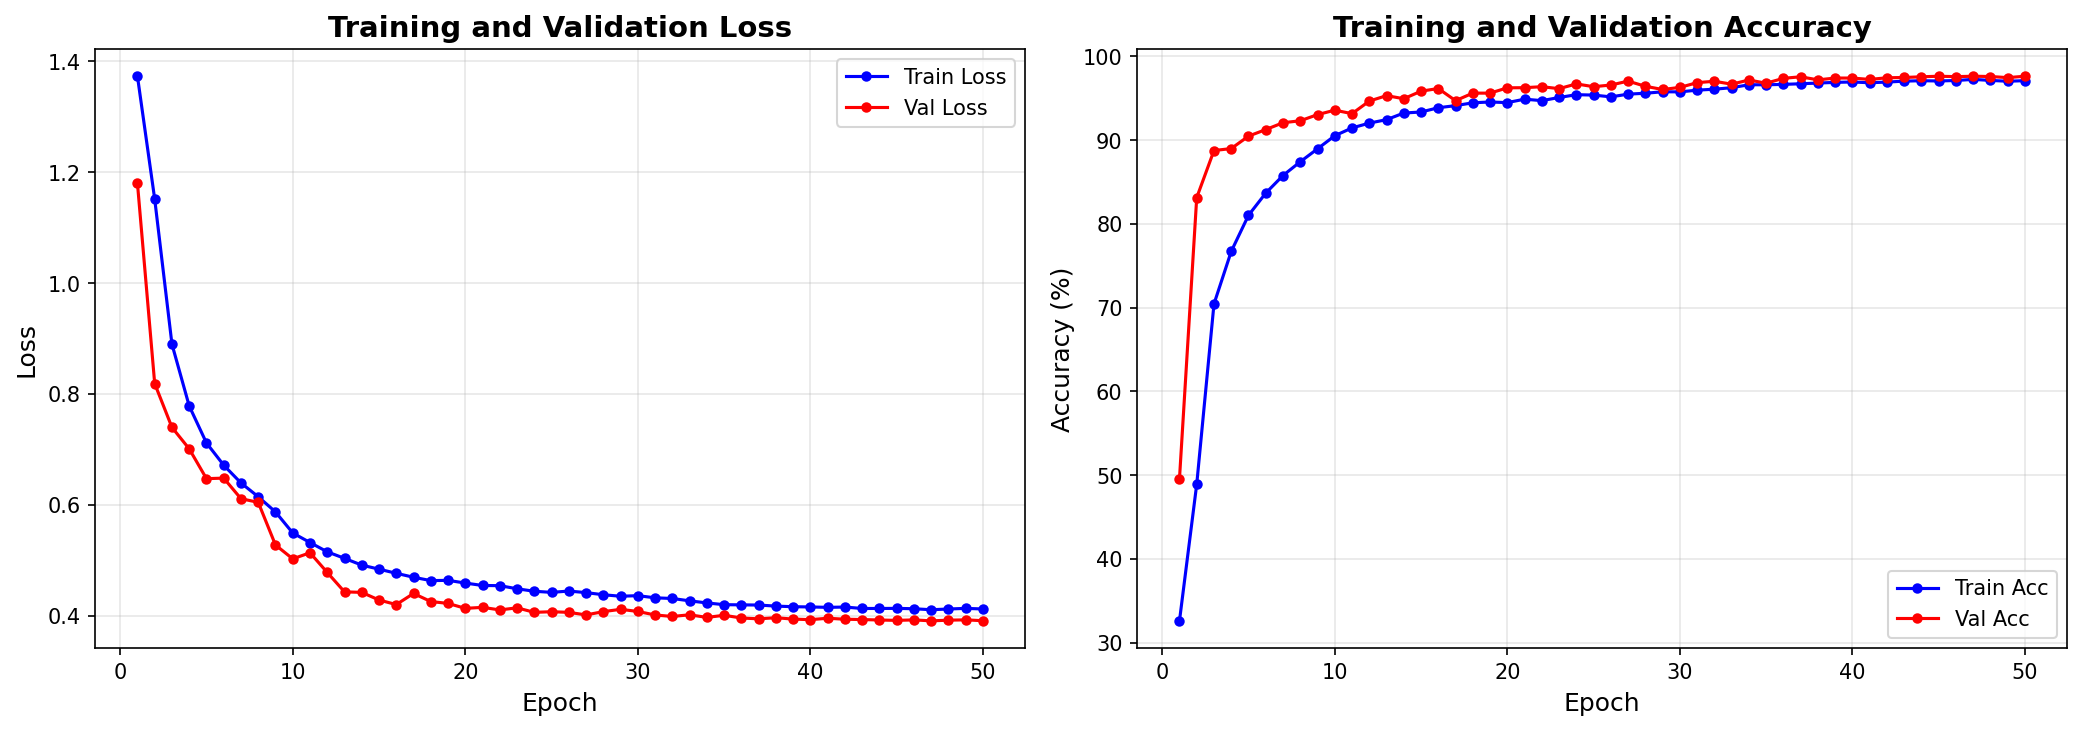 Training and Validation Loss
1.4
1.2
1.0
0.8
0.6
0.4
Loss
Train Loss
Val Loss
0 10 20 30 40 50
Epoch
Training and Validation Accuracy
100
90
80
70
60
50
40
30
Accuracy (%)
Train Acc
Val Acc
0 10 20 30 40 50
Epoch